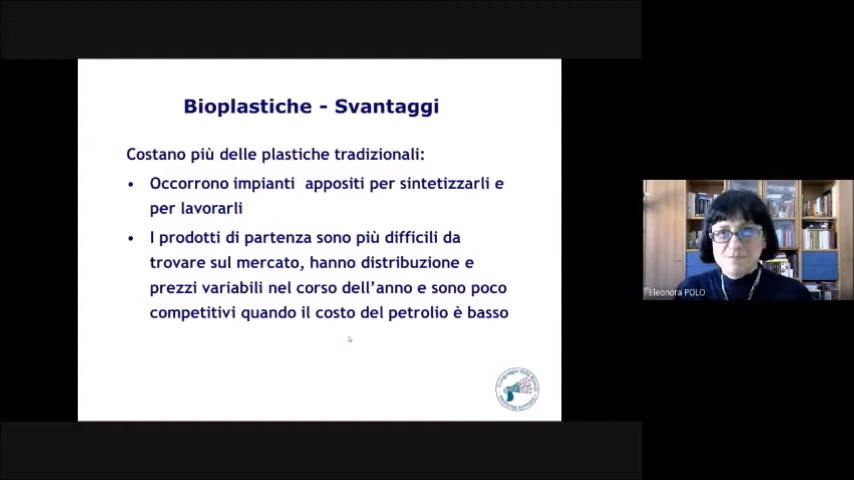 Bioplastiche - Svantaggi
Costano più delle plastiche tradizionali:
• Occorrono impianti appositi per sintetizzarli e
per lavorarli
• I prodotti di partenza sono più difficili da
trovare sul mercato, hanno distribuzione e
prezzi variabili nel corso dell'anno e sono poco
competitivi quando il costo del petrolio è basso
Eleonora POLO